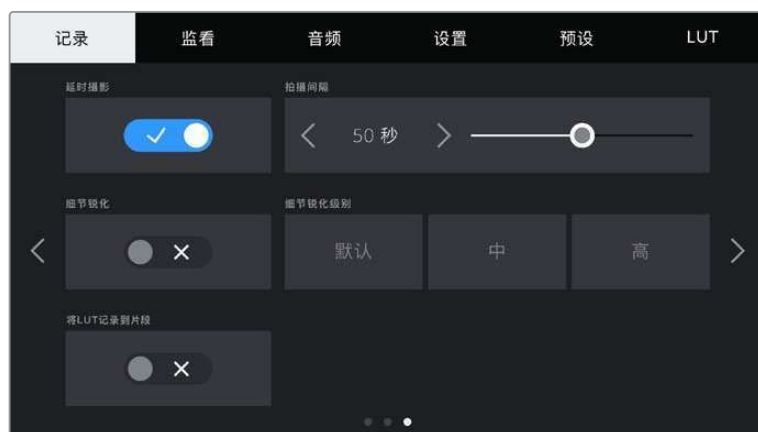 记录 监看 音频 设置 预设 LUT
延时摄影 拍摄间隔
50 秒
细节锐化 细节锐化级别
默认 中 高
将LUT记录到片段